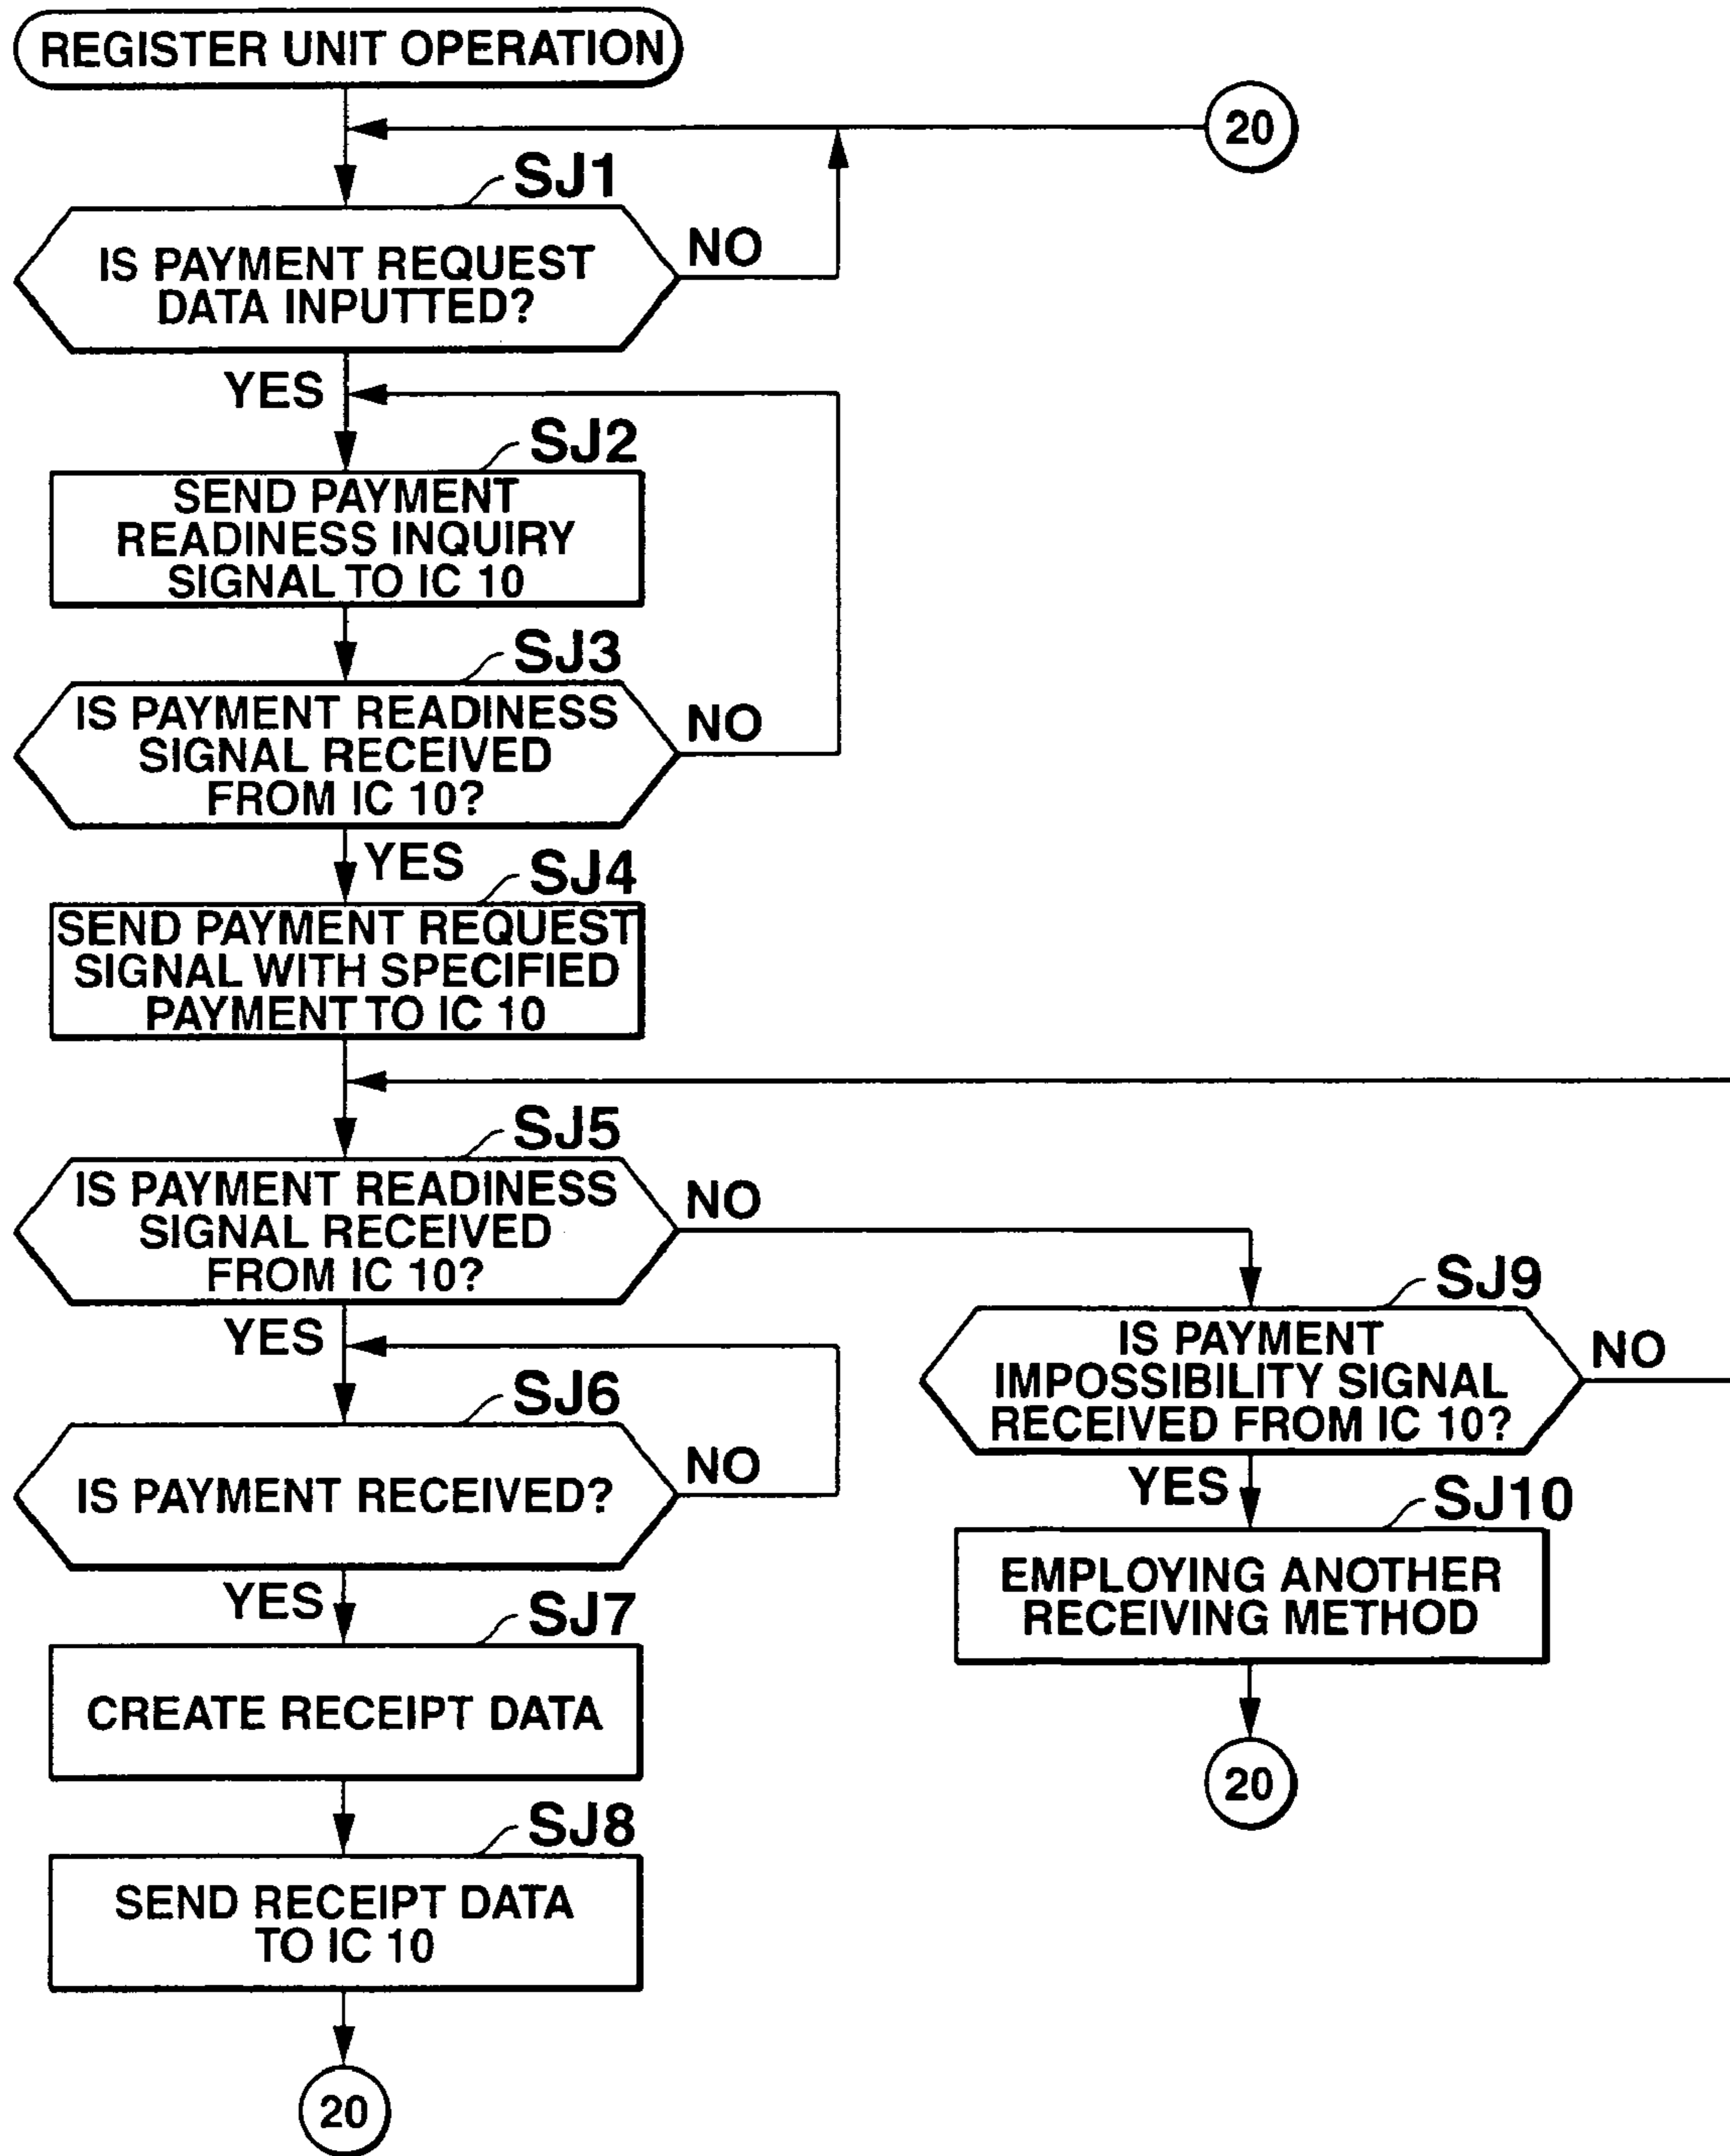 REGISTER UNIT OPERATION
20
SJ1
IS PAYMENT REQUEST
DATA INPUTTED?
NO
YES
SJ2
SEND PAYMENT
READINESS INQUIRY
SIGNAL TO IC 10
SJ3
IS PAYMENT READINESS
SIGNAL RECEIVED
FROM IC 10?
NO
YES
SJ4
SEND PAYMENT REQUEST
SIGNAL WITH SPECIFIED
PAYMENT TO IC 10
SJ5
IS PAYMENT READINESS
SIGNAL RECEIVED
FROM IC 10?
NO
YES
SJ9
IS PAYMENT
IMPOSSIBILITY SIGNAL
RECEIVED FROM IC 10?
NO
YES
SJ6
IS PAYMENT RECEIVED?
NO
YES
SJ10
EMPLOYING ANOTHER
RECEIVING METHOD
20
SJ7
CREATE RECEIPT DATA
SJ8
SEND RECEIPT DATA
TO IC 10
20